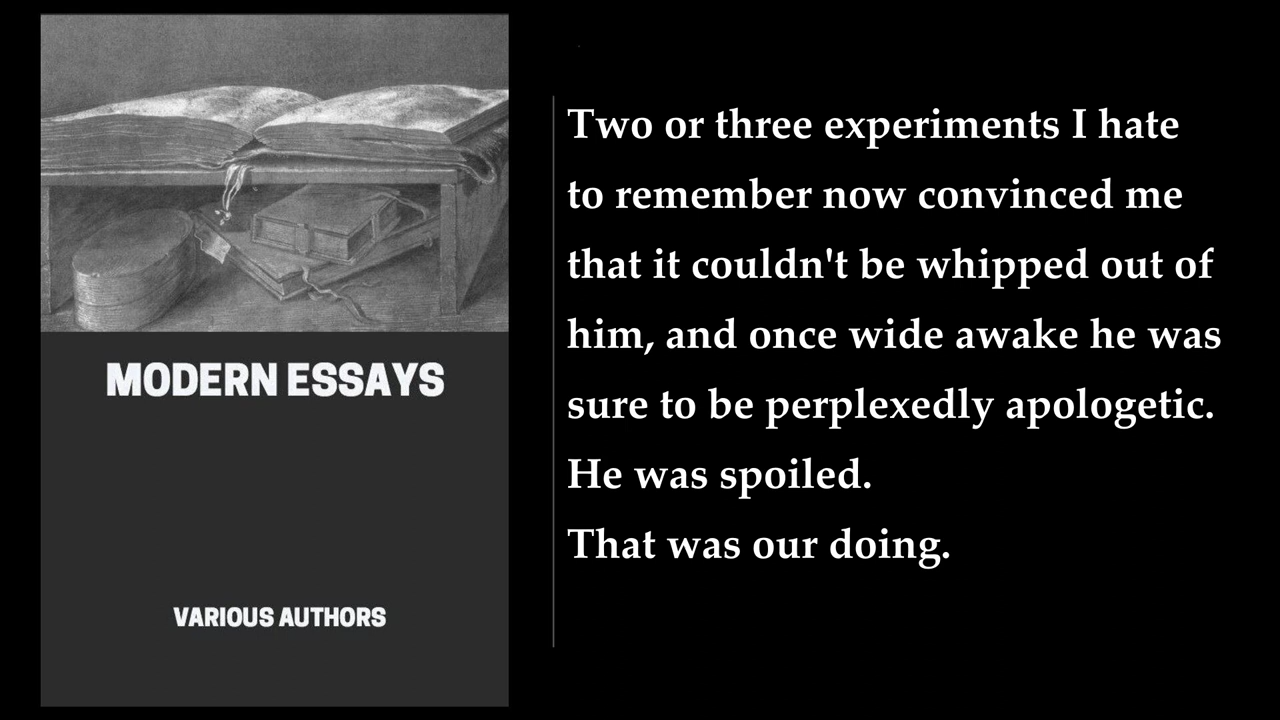 MODERN ESSAYS
VARIOUS AUTHORS
Two or three experiments I hate
to remember now convinced me
that it couldn't be whipped out of
him, and once wide awake he was
sure to be perplexedly apologetic.
He was spoiled.
That was our doing.